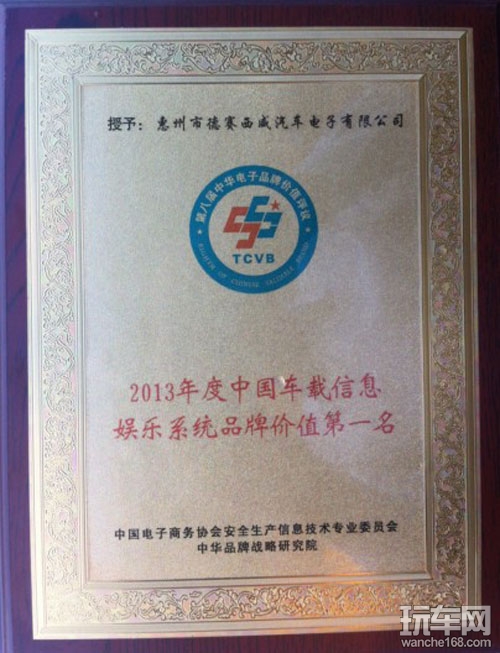 授予：惠州市德赛西威汽车电子有限公司
第八届中华电子品牌价值评议
TCVB
OF CHINESE VALUABLE BRAND
2013年度中国车载信息
娱乐系统品牌价值第一名
中国电子商务协会安全生产信息技术专业委员会
中华品牌战略研究院
玩车网
wanche168.com